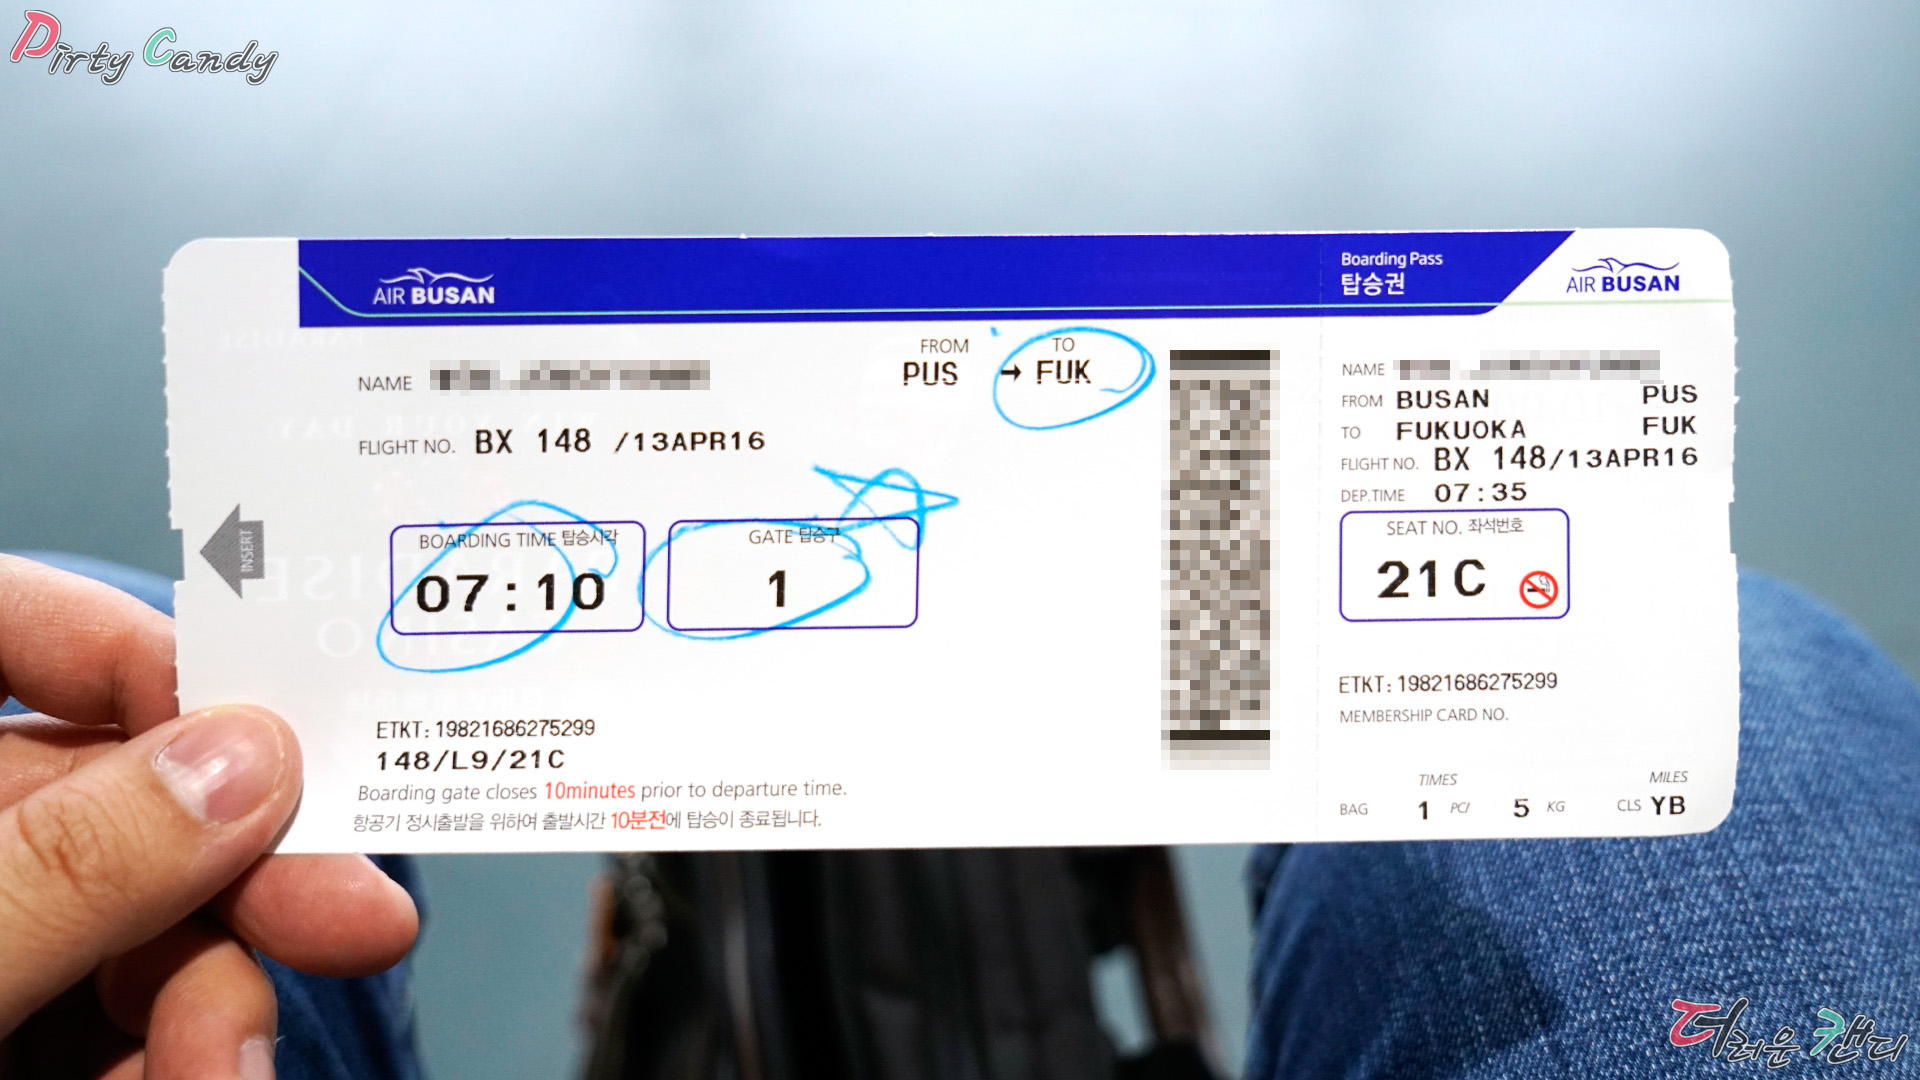 Dirty Candy
AIR BUSAN
Boarding Pass
탑승권
AIR BUSAN
FROM TO
PUS → FUK
NAME
FLIGHT NO. BX 148 /13APR16
BOARDING TIME 탑승시각
07:10
GATE 탑승구
1
INSERT
ETKT:19821686275299
148/L9/21C
Boarding gate closes 10minutes prior to departure time.
항공기 정시출발을 위하여 출발시간 10분전에 탑승이 종료됩니다.
NAME
FROM BUSAN PUS
TO FUKUOKA FUK
FLIGHT NO. BX 148/13APR16
DEP.TIME 07:35
SEAT NO. 좌석번호
21C
ETKT:19821686275299
MEMBERSHIP CARD NO.
TIMES MILES
BAG 1 PC/ 5 KG CLS YB
더러운 캔디